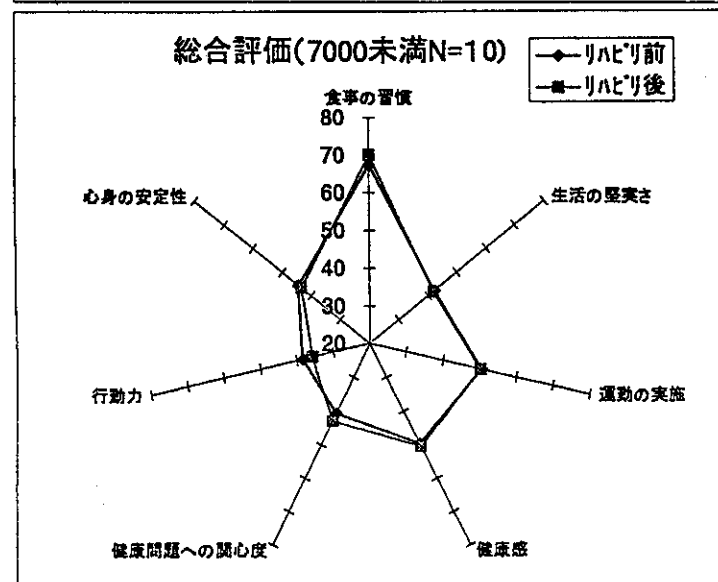 総合評価(7000未満N=10)
ﾘﾊﾋﾞﾘ前
ﾘﾊﾋﾞﾘ後
食事の習慣
80
70
60
50
40
30
20
心身の安定性
生活の堅実さ
行動力
運動の実施
健康問題への関心度
健康感